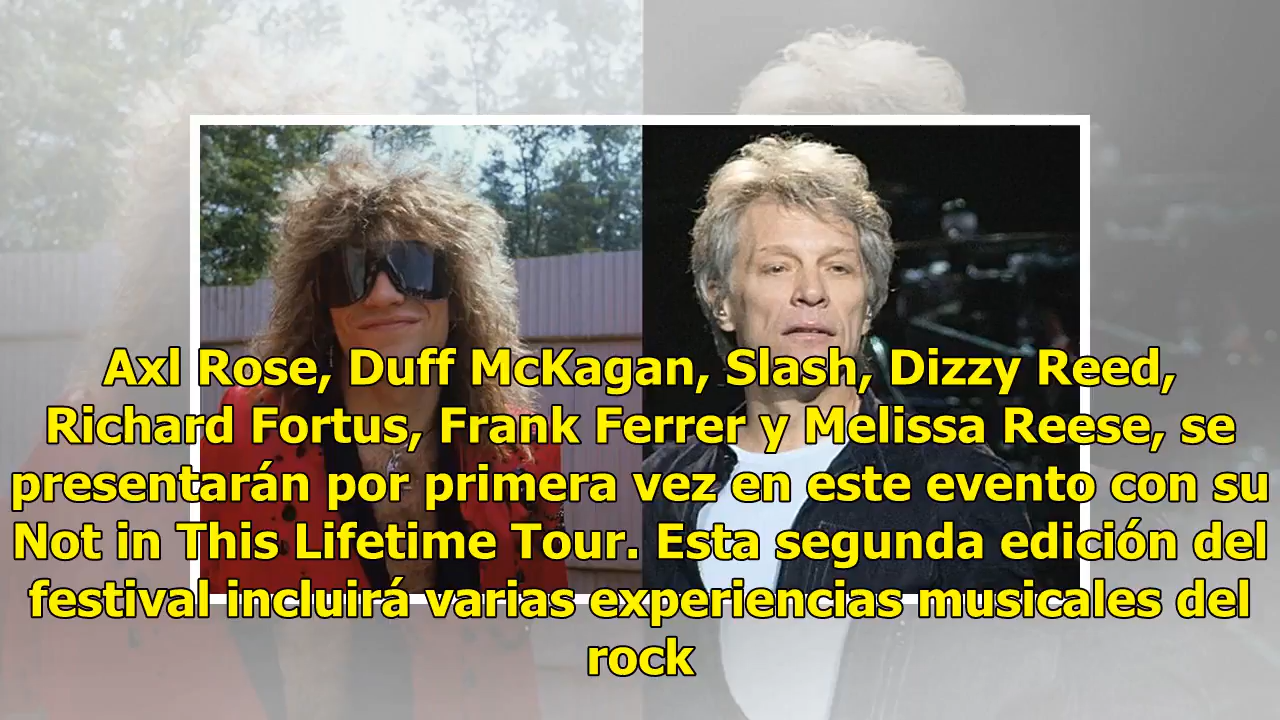 Axl Rose, Duff McKagan, Slash, Dizzy Reed,
Richard Fortus, Frank Ferrer y Melissa Reese, se
presentarán por primera vez en este evento con su
Not in This Lifetime Tour. Esta segunda edición del
festival incluirá varias experiencias musicales del
rock